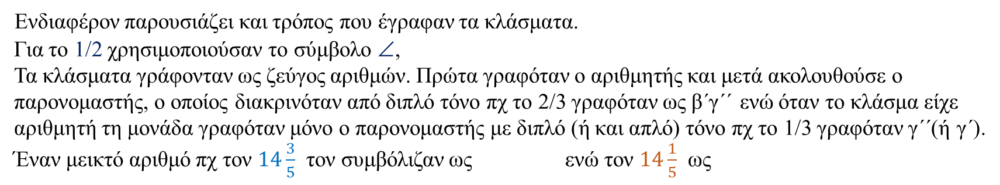 Ενδιαφέρον παρουσιάζει και τρόπος που έγραφαν τα κλάσματα.
Για το 1/2 χρησιμοποιούσαν το σύμβολο ∠,
Τα κλάσματα γράφονταν ως ζεύγος αριθμών. Πρώτα γραφόταν ο αριθμητής και μετά ακολουθούσε ο
παρονομαστής, ο οποίος διακρινόταν από διπλό τόνο πχ το 2/3 γραφόταν ως β΄γ΄΄ ενώ όταν το κλάσμα είχε
αριθμητή τη μονάδα γραφόταν μόνο ο παρονομαστής με διπλό (ή και απλό) τόνο πχ το 1/3 γραφόταν γ΄΄(ή γ΄).
Έναν μεικτό αριθμό πχ τον 14 3/5 τον συμβόλιζαν ως ενώ τον 14 1/5 ως